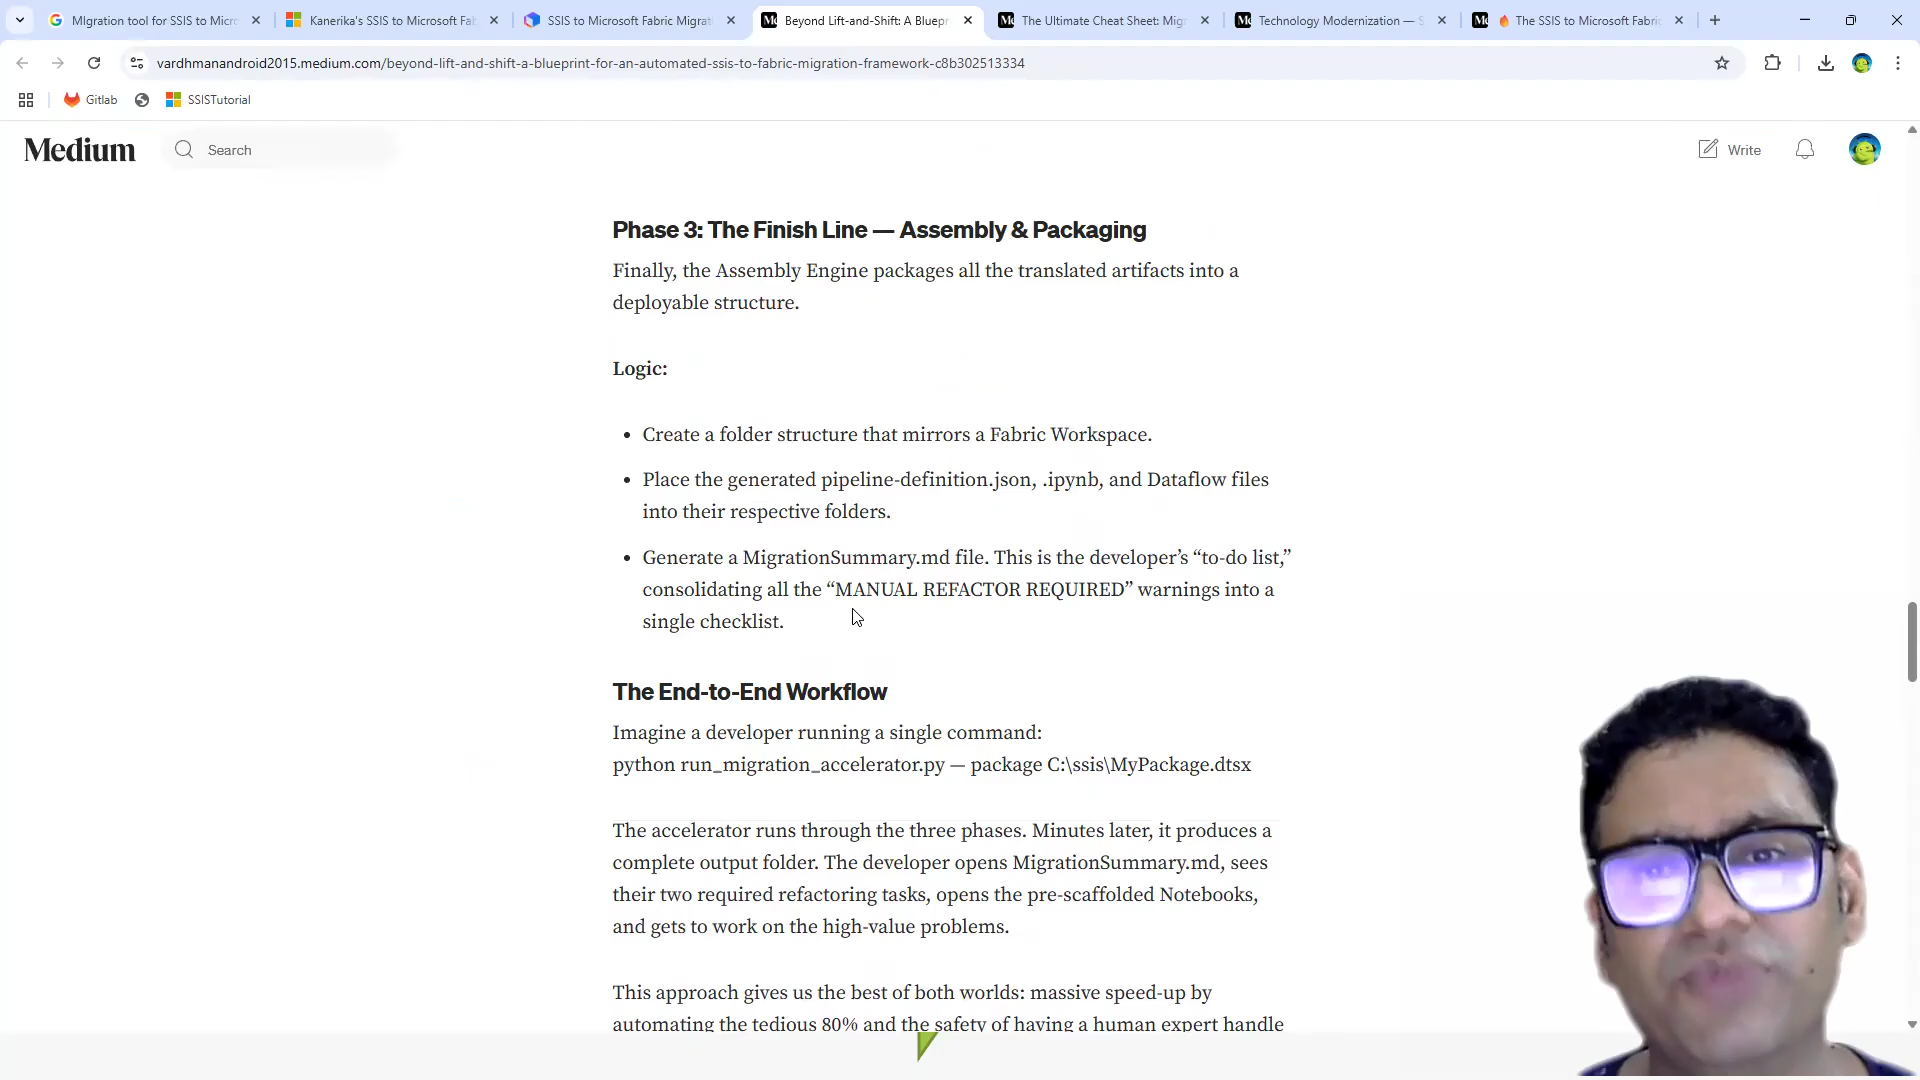 MIgration tool for SSIS to Micro
Kanerika's SSIS to Microsoft Fab
SSIS to Microsoft Fabric Migrati
Beyond Lift-and-Shift: A Bluepr
The Ultimate Cheat Sheet: Mig
Technology Modernization — S
The SSIS to Microsoft Fabric
vardhmanandroid2015.medium.com/beyond-lift-and-shift-a-blueprint-for-an-automated-ssis-to-fabric-migration-framework-c8b302513334
Gitlab
SSISTutorial
Medium
Search
Write
Phase 3: The Finish Line — Assembly & Packaging
Finally, the Assembly Engine packages all the translated artifacts into a
deployable structure.
Logic:
• Create a folder structure that mirrors a Fabric Workspace.
• Place the generated pipeline-definition.json, .ipynb, and Dataflow files
into their respective folders.
• Generate a MigrationSummary.md file. This is the developer’s “to-do list,”
consolidating all the “MANUAL REFACTOR REQUIRED” warnings into a
single checklist.
The End-to-End Workflow
Imagine a developer running a single command:
python run_migration_accelerator.py — package C:\ssis\MyPackage.dtsx
The accelerator runs through the three phases. Minutes later, it produces a
complete output folder. The developer opens MigrationSummary.md, sees
their two required refactoring tasks, opens the pre-scaffolded Notebooks,
and gets to work on the high-value problems.
This approach gives us the best of both worlds: massive speed-up by
automating the tedious 80% and the safety of having a human expert handle